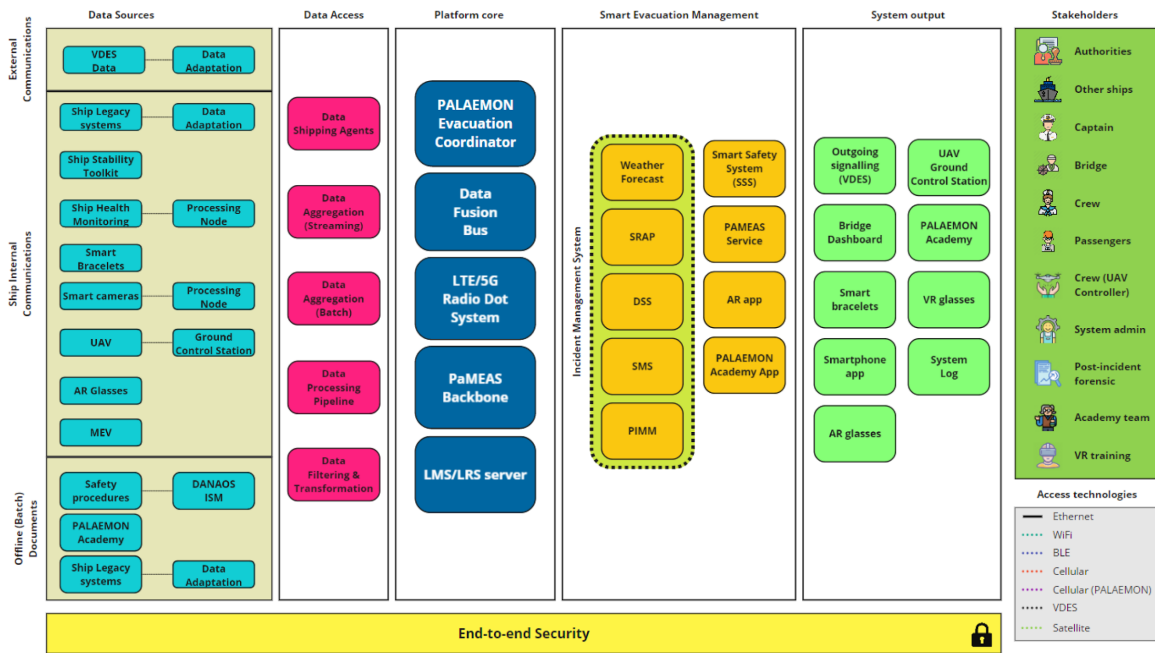 Data Sources
Data Access
Platform core
Smart Evacuation Management
System output
Stakeholders
External
Communications
VDES
Data
Data
Adaptation
Ship Internal
Communications
Ship Legacy
systems
Data
Adaptation
Ship Stability
Toolkit
Ship Health
Monitoring
Processing
Node
Smart
Bracelets
Smart cameras
Processing
Node
UAV
Ground
Control Station
AR Glasses
MEV
Offline (Batch)
Documents
Safety
procedures
DANAOS
ISM
PALAEMON
Academy
Ship Legacy
systems
Data
Adaptation
Data
Shipping Agents
Data
Aggregation
(Streaming)
Data
Aggregation
(Batch)
Data
Processing
Pipeline
Data
Filtering &
Transformation
PALAEMON
Evacuation
Coordinator
Data
Fusion
Bus
LTE/5G
Radio Dot
System
PaMEAS
Backbone
LMS/LRS server
Incident Management System
Weather
Forecast
SRAP
DSS
SMS
PIMM
Smart Safety
System
(SSS)
PAMEAS
Service
AR app
PALAEMON
Academy App
Outgoing
signalling
(VDES)
UAV
Ground
Control Station
Bridge
Dashboard
PALAEMON
Academy
Smart
bracelets
VR glasses
Smartphone
app
System
Log
AR glasses
Authorities
Other ships
Captain
Bridge
Crew
Passengers
Crew (UAV
Controller)
System admin
Post-incident
forensic
Academy team
VR training
Access technologies
Ethernet
WiFi
BLE
Cellular
Cellular (PALAEMON)
VDES
Satellite
End-to-end Security